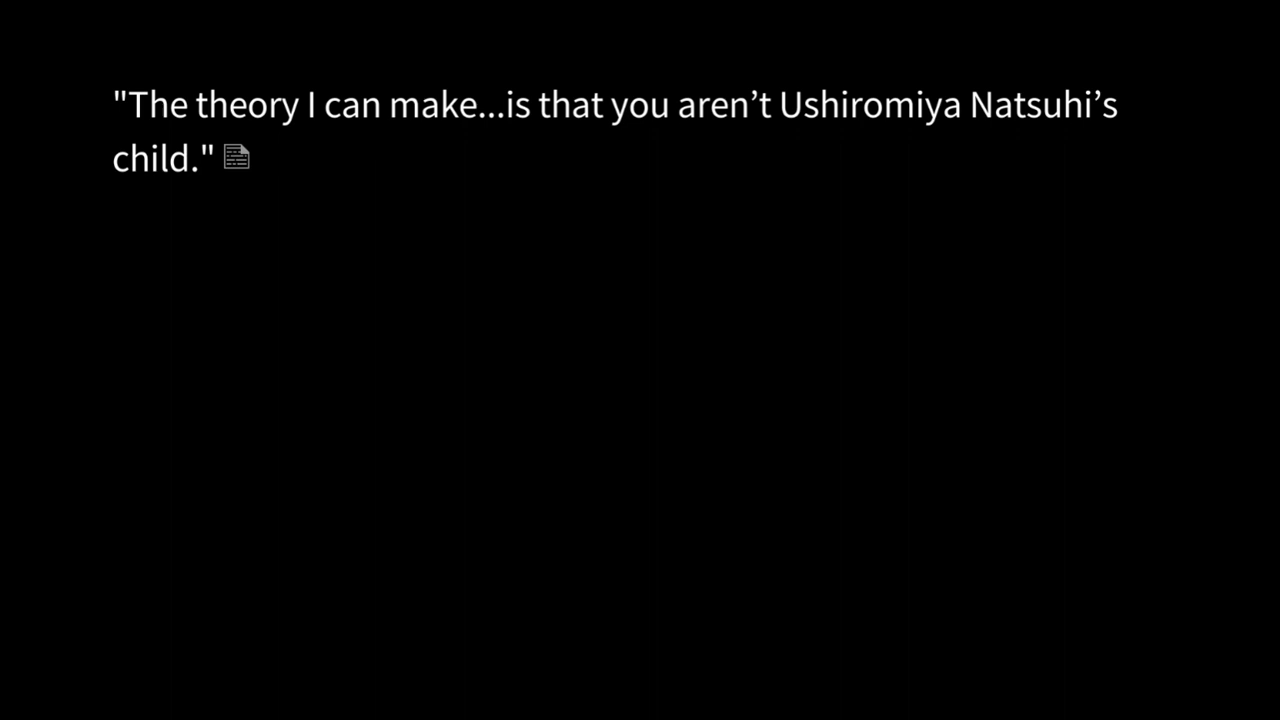 "The theory I can make...is that you aren’t Ushiromiya Natsuhi’s
child."